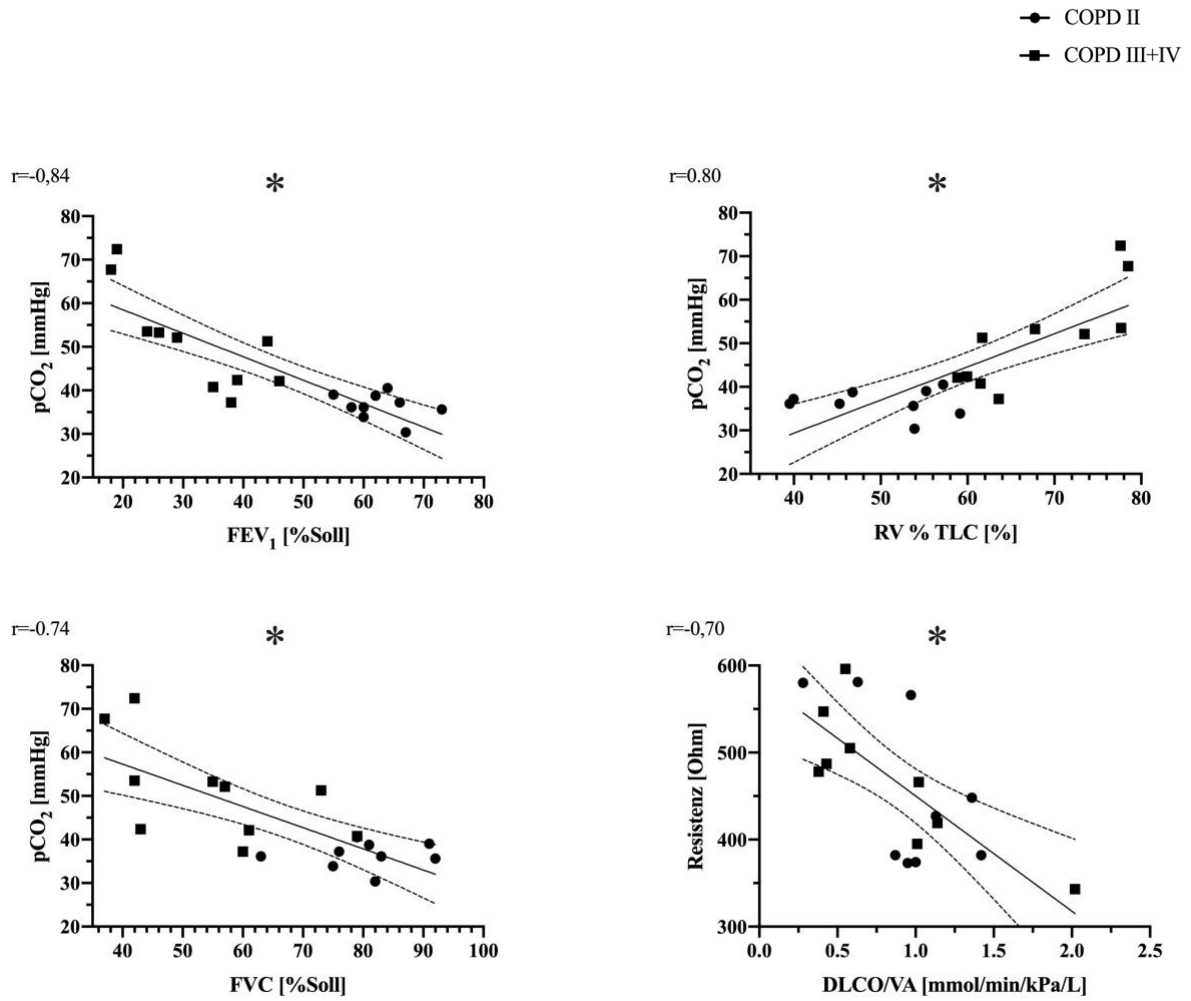 COPD II
COPD III+IV
r=-0,84
*
80
70
60
50
40
30
20
pCO2 [mmHg]
20 30 40 50 60 70 80
FEV1 [%Soll]
r=0.80
*
80
70
60
50
40
30
20
pCO2 [mmHg]
40 50 60 70 80
RV % TLC [%]
r=-0.74
*
80
70
60
50
40
30
20
pCO2 [mmHg]
40 50 60 70 80 90 100
FVC [%Soll]
r=-0,70
*
600
500
400
300
Resistenz [Ohm]
0.0 0.5 1.0 1.5 2.0 2.5
DLCO/VA [mmol/min/kPa/L]